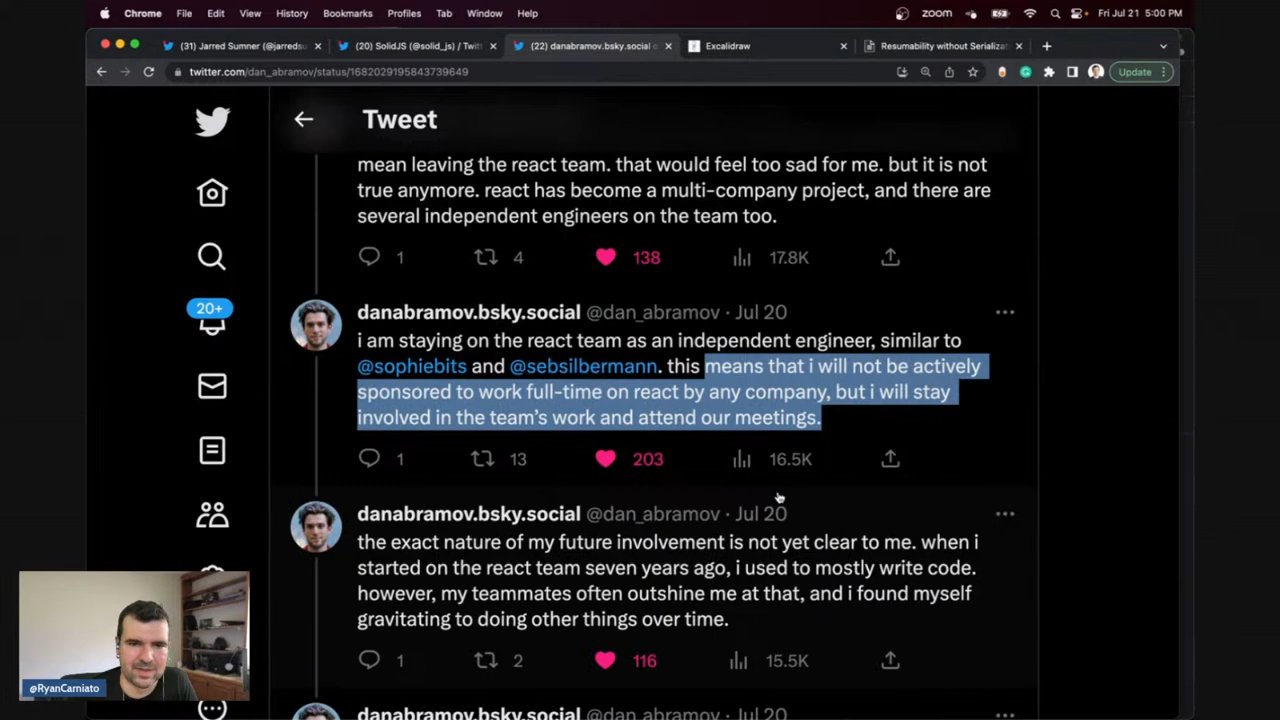 Chrome File Edit View History Bookmarks Profiles Tab Window Help zoom Fri Jul 21 5:00 PM
(31) Jarred Sumner (@jarredsu
(20) SolidJS (@solid_js) / Twitt
(22) danabramov.bsky.social
Excalidraw
Resumability without Serializat
twitter.com/dan_abramov/status/1682029195843739649
Update
Tweet
mean leaving the react team. that would feel too sad for me. but it is not
true anymore. react has become a multi-company project, and there are
several independent engineers on the team too.
1 4 138 17.8K
20+
danabramov.bsky.social @dan_abramov · Jul 20
i am staying on the react team as an independent engineer, similar to
@sophiebits and @sebsilbermann. this means that i will not be actively
sponsored to work full-time on react by any company, but i will stay
involved in the team's work and attend our meetings.
1 13 203 16.5K
danabramov.bsky.social @dan_abramov · Jul 20
the exact nature of my future involvement is not yet clear to me. when i
started on the react team seven years ago, i used to mostly write code.
however, my teammates often outshine me at that, and i found myself
gravitating to doing other things over time.
1 2 116 15.5K
@RyanCarniato
danabramov.bsky.social @dan_abramov · Jul 20